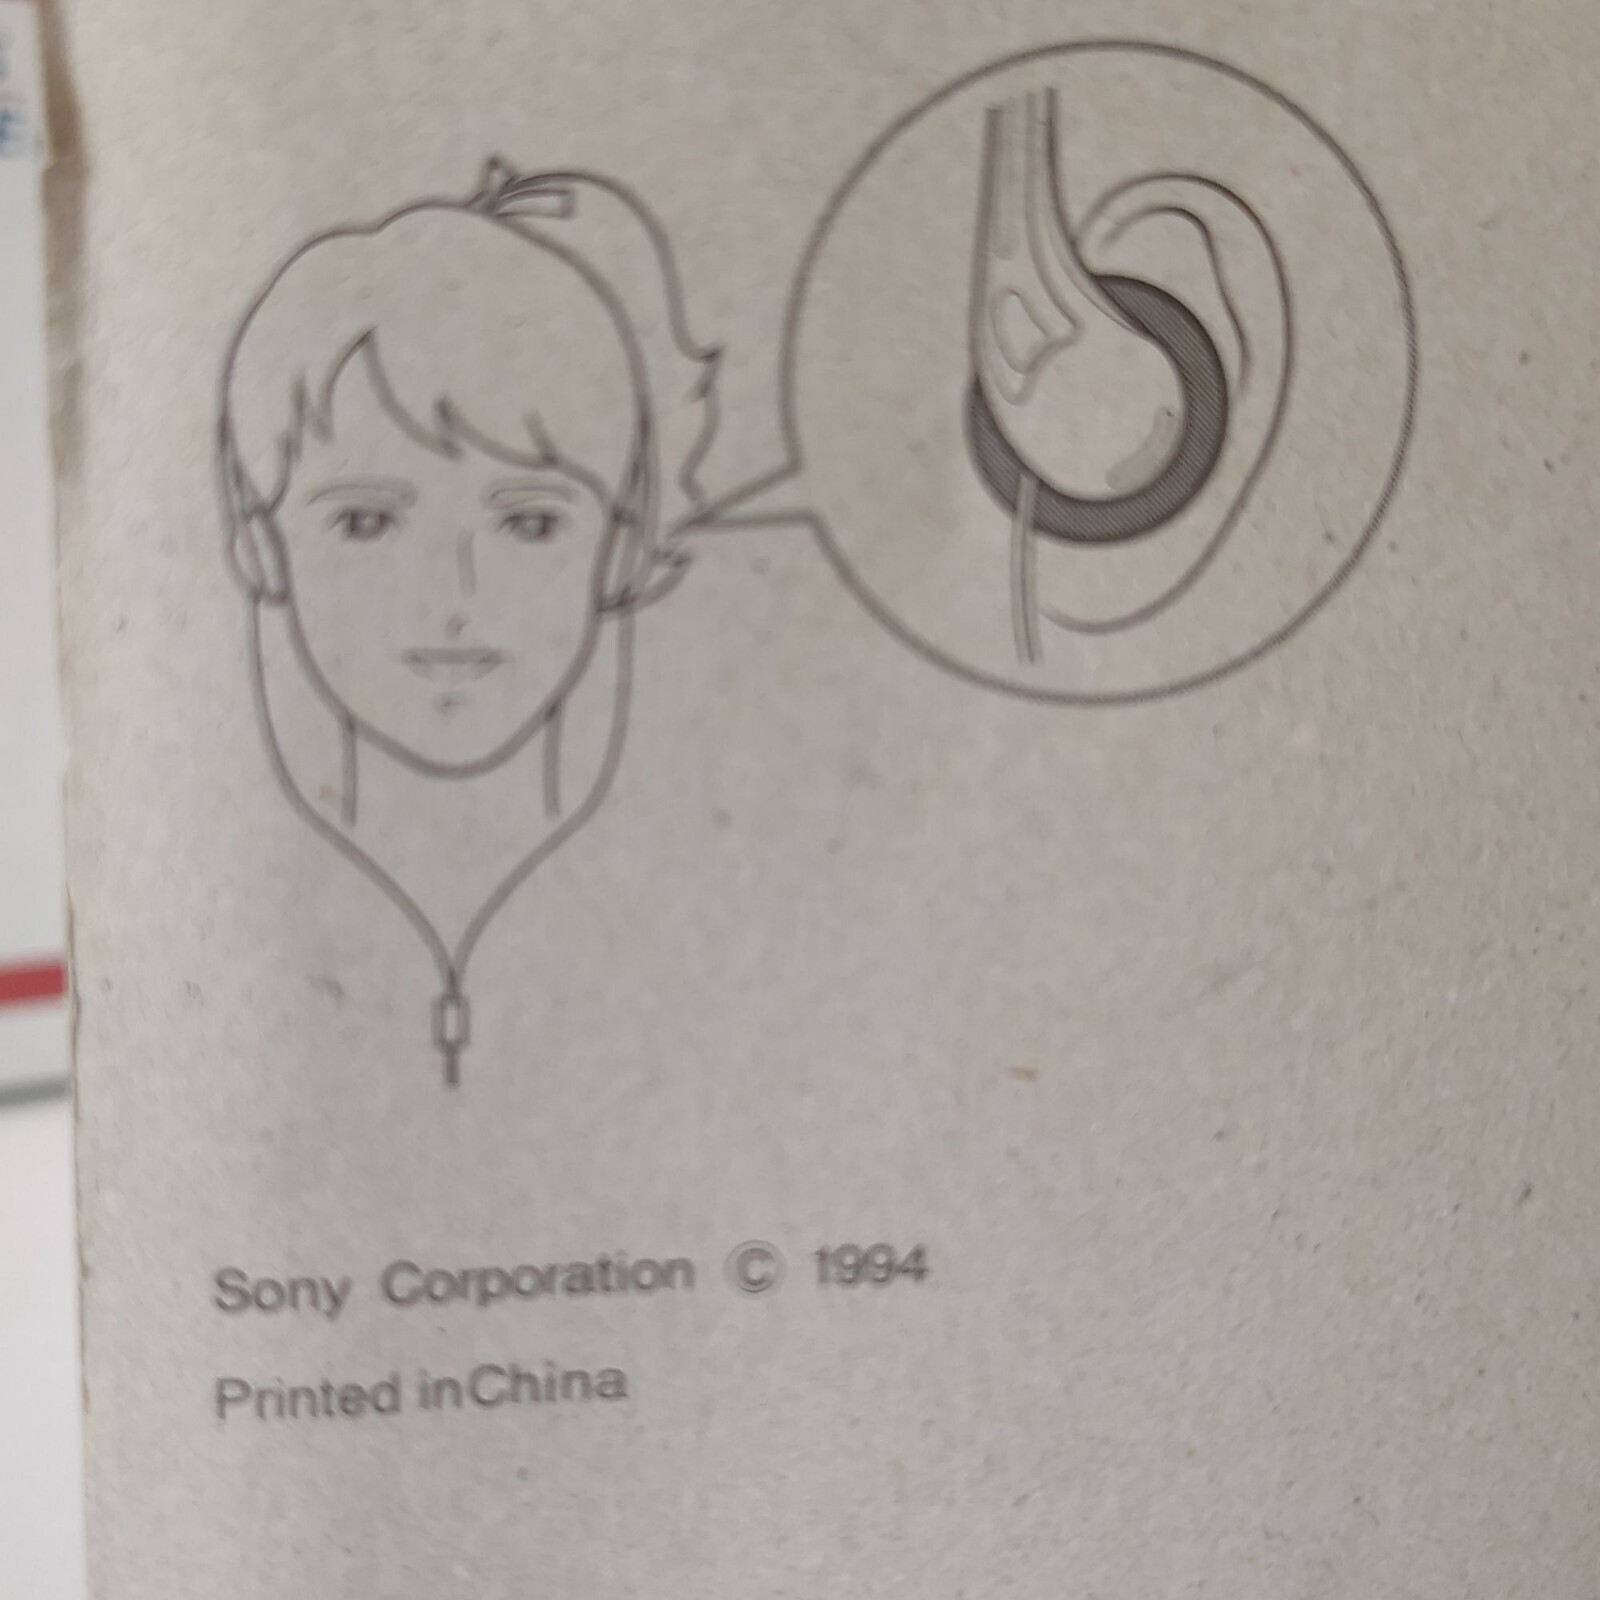 Sony Corporation © 1994
Printed inChina